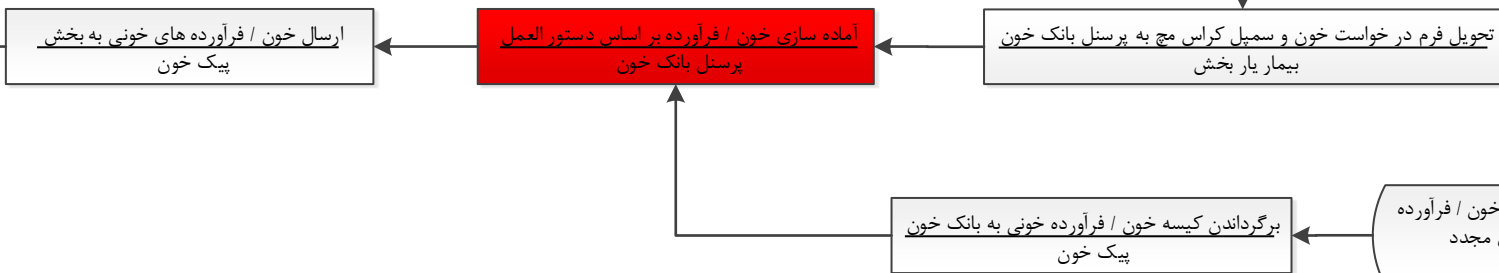 تحویل فرم در خواست خون و سمپل کراس مچ به پرسنل بانک خون
بیمار یار بخش
آماده سازی خون / فرآورده بر اساس دستور العمل
پرسنل بانک خون
ارسال خون / فرآورده های خونی به بخش
پیک خون
خون / فرآورده
مجدد
برگرداندن کیسه خون / فرآورده خونی به بانک خون
پیک خون